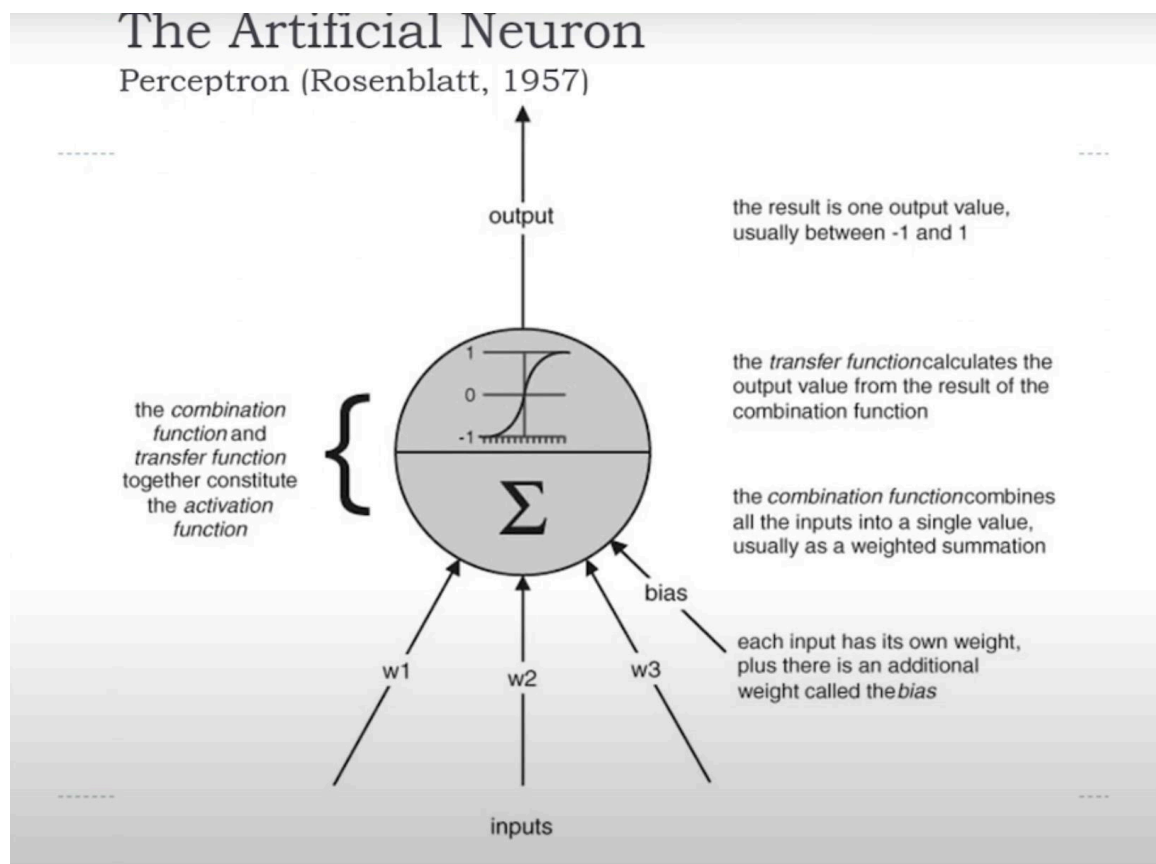 The Artificial Neuron
Perceptron (Rosenblatt, 1957)
output
the result is one output value,
usually between -1 and 1
1
0
-1
the transfer functioncalculates the
output value from the result of the
combination function
the combination
function and
transfer function
together constitute
the activation
function
Σ
the combination functioncombines
all the inputs into a single value,
usually as a weighted summation
bias
each input has its own weight,
plus there is an additional
weight called thebias
w1
w2
w3
inputs